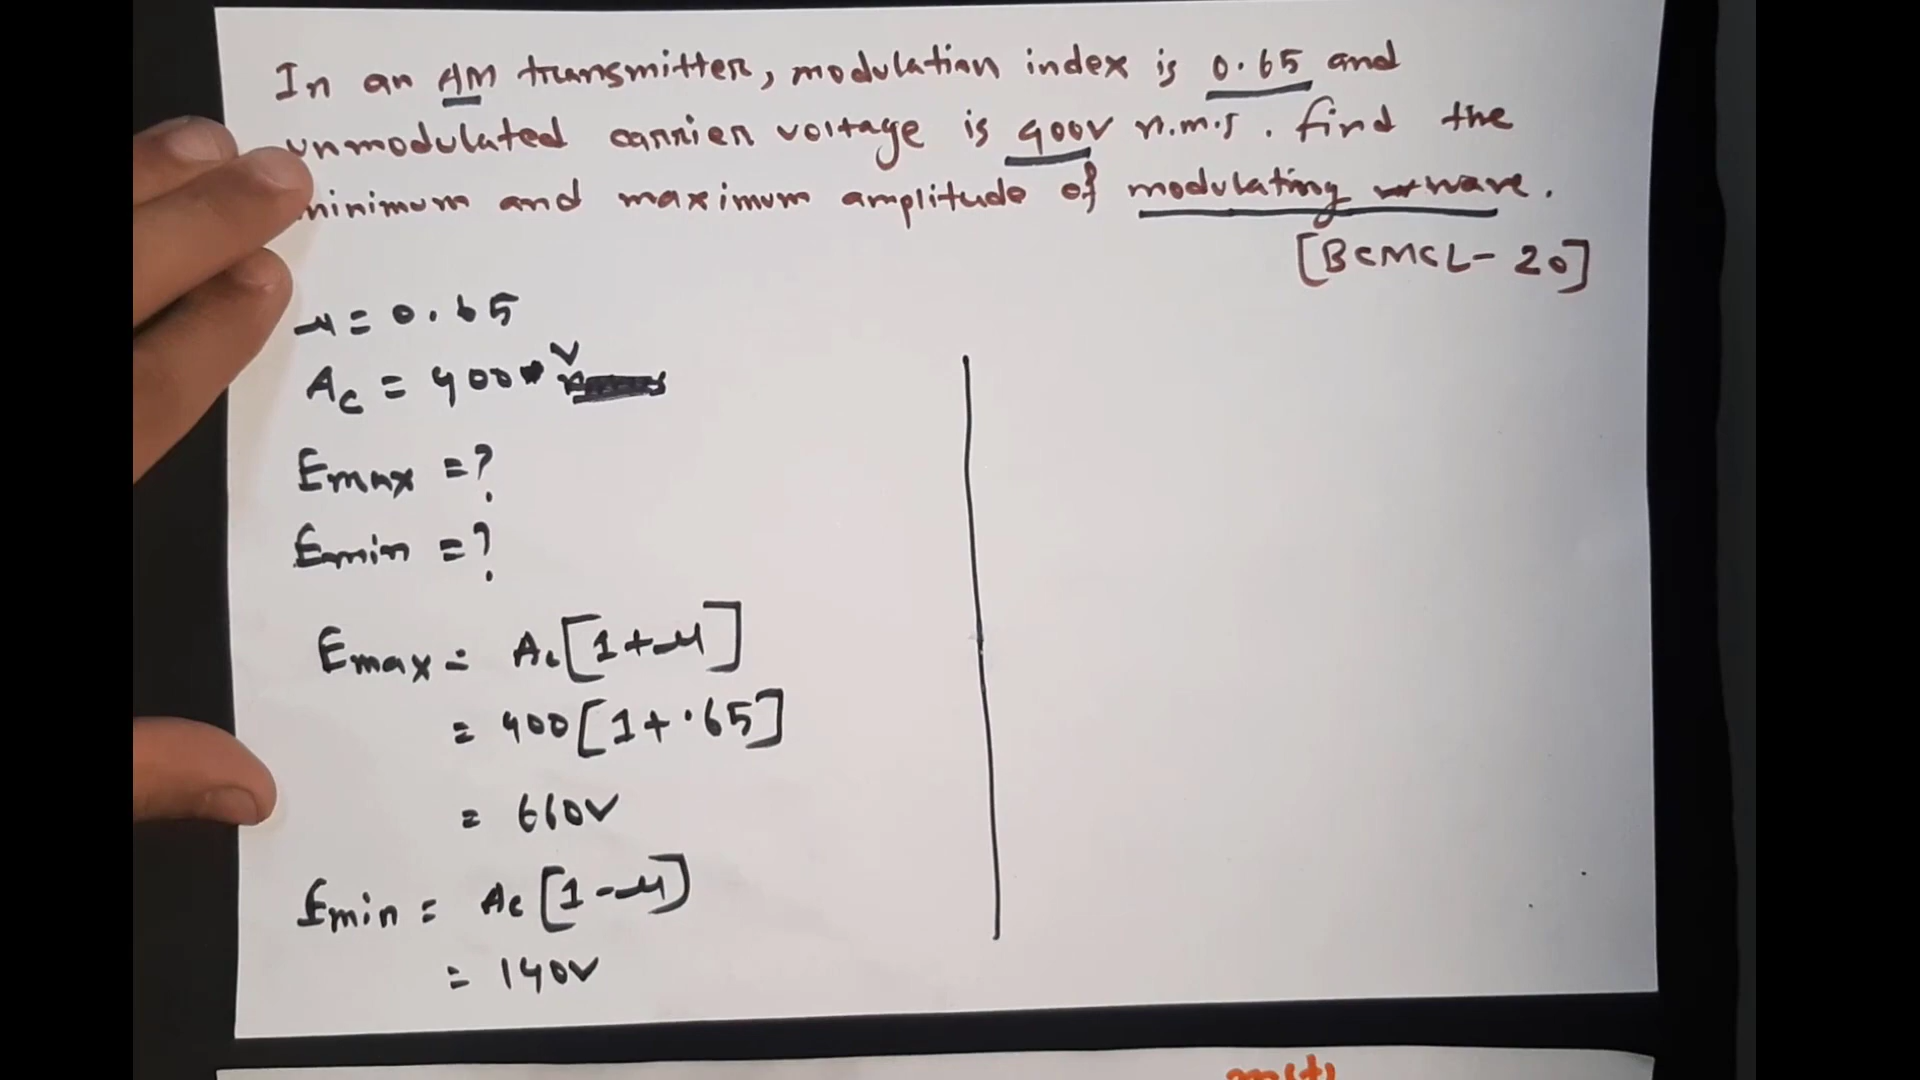 In an AM transmitter, modulation index is 0.65 and
unmodulated carrier voltage is 400V r.m.s. find the
minimum and maximum amplitude of modulating wave.
[BCMCL-20]
μ = 0.65
Ac = 400 V
Emax = ?
Emin = ?
Emax = Ac[1+μ]
= 400[1+.65]
= 660V
Emin = Ac[1-μ]
= 140V
m(t)